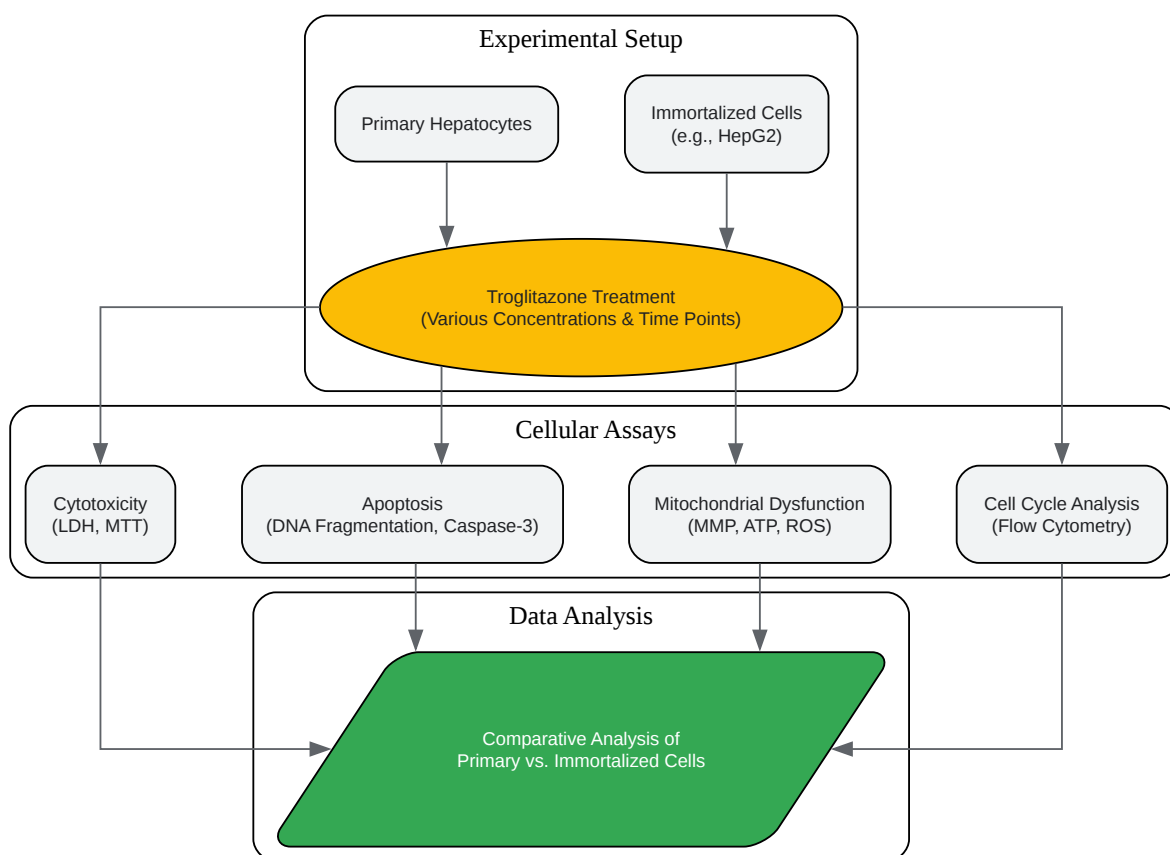 Experimental Setup
Primary Hepatocytes
Immortalized Cells
(e.g., HepG2)
Troglitazone Treatment
(Various Concentrations & Time Points)
Cellular Assays
Cytotoxicity
(LDH, MTT)
Apoptosis
(DNA Fragmentation, Caspase-3)
Mitochondrial Dysfunction
(MMP, ATP, ROS)
Cell Cycle Analysis
(Flow Cytometry)
Data Analysis
Comparative Analysis of
Primary vs. Immortalized Cells